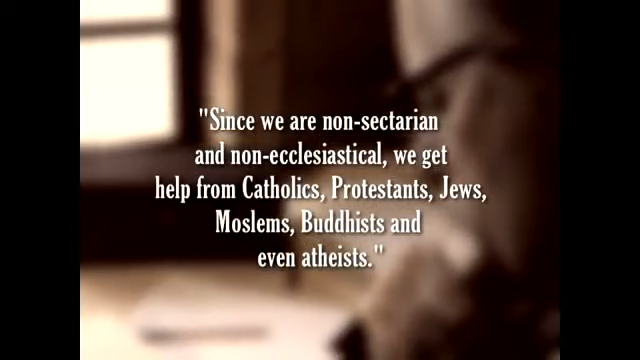 "Since we are non-sectarian
and non-ecclesiastical, we get
help from Catholics, Protestants, Jews,
Moslems, Buddhists and
even atheists."